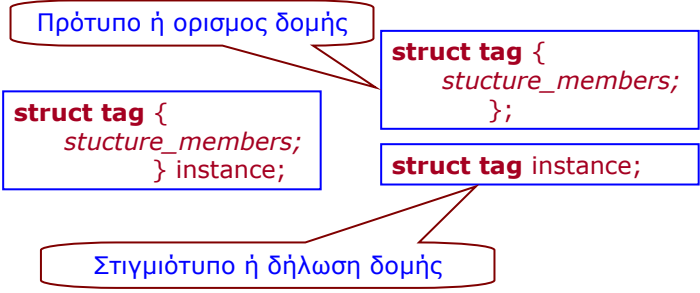 Πρότυπο ή ορισμος δομής
struct tag {
stucture_members;
};
struct tag {
stucture_members;
} instance;
struct tag instance;
Στιγμιότυπο ή δήλωση δομής